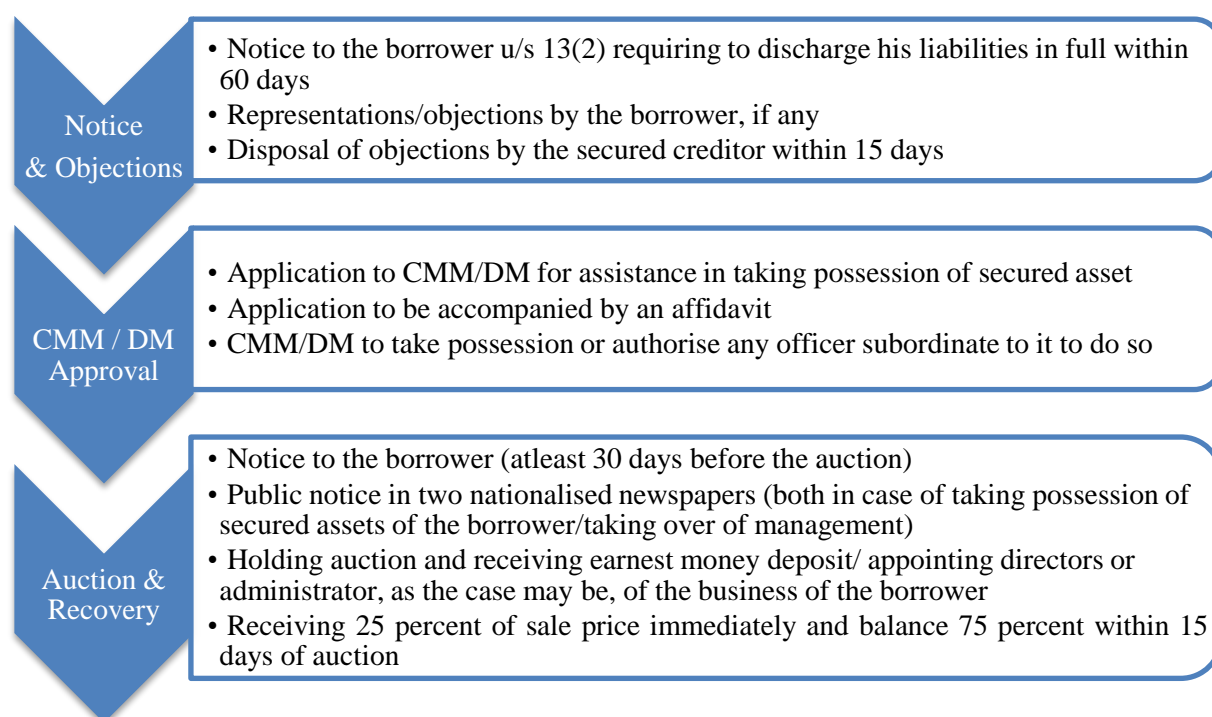 Notice
& Objections
• Notice to the borrower u/s 13(2) requiring to discharge his liabilities in full within
60 days
• Representations/objections by the borrower, if any
• Disposal of objections by the secured creditor within 15 days
CMM / DM
Approval
• Application to CMM/DM for assistance in taking possession of secured asset
• Application to be accompanied by an affidavit
• CMM/DM to take possession or authorise any officer subordinate to it to do so
Auction &
Recovery
• Notice to the borrower (atleast 30 days before the auction)
• Public notice in two nationalised newspapers (both in case of taking possession of
secured assets of the borrower/taking over of management)
• Holding auction and receiving earnest money deposit/ appointing directors or
administrator, as the case may be, of the business of the borrower
• Receiving 25 percent of sale price immediately and balance 75 percent within 15
days of auction